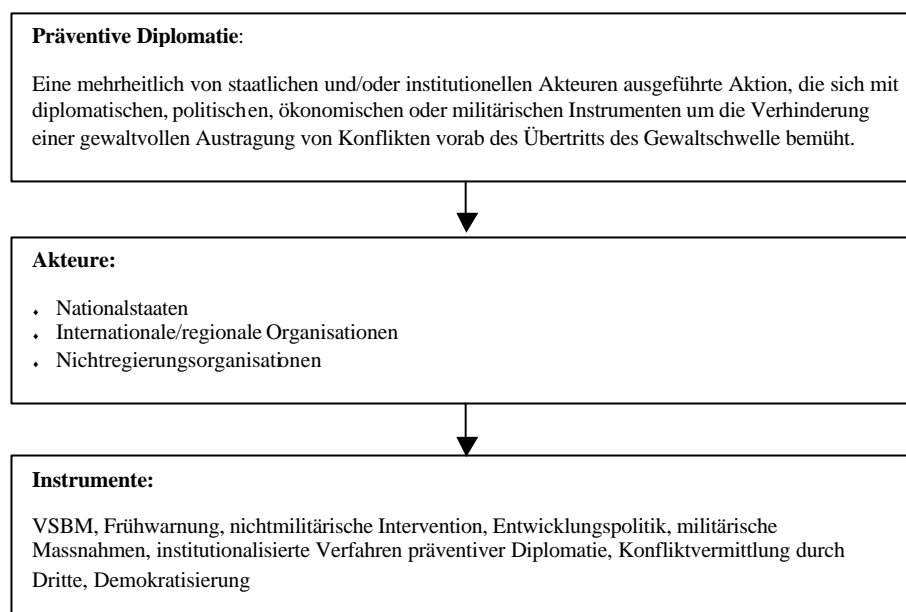 Präventive Diplomatie:
Eine mehrheitlich von staatlichen und/oder institutionellen Akteuren ausgeführte Aktion, die sich mit
diplomatischen, politischen, ökonomischen oder militärischen Instrumenten um die Verhinderung
einer gewaltvollen Austragung von Konflikten vorab des Übertritts des Gewaltschwelle bemüht.
Akteure:
⬩ Nationalstaaten
⬩ Internationale/regionale Organisationen
⬩ Nichtregierungsorganisationen
Instrumente:
VSBM, Frühwarnung, nichtmilitärische Intervention, Entwicklungspolitik, militärische
Massnahmen, institutionalisierte Verfahren präventiver Diplomatie, Konfliktvermittlung durch
Dritte, Demokratisierung